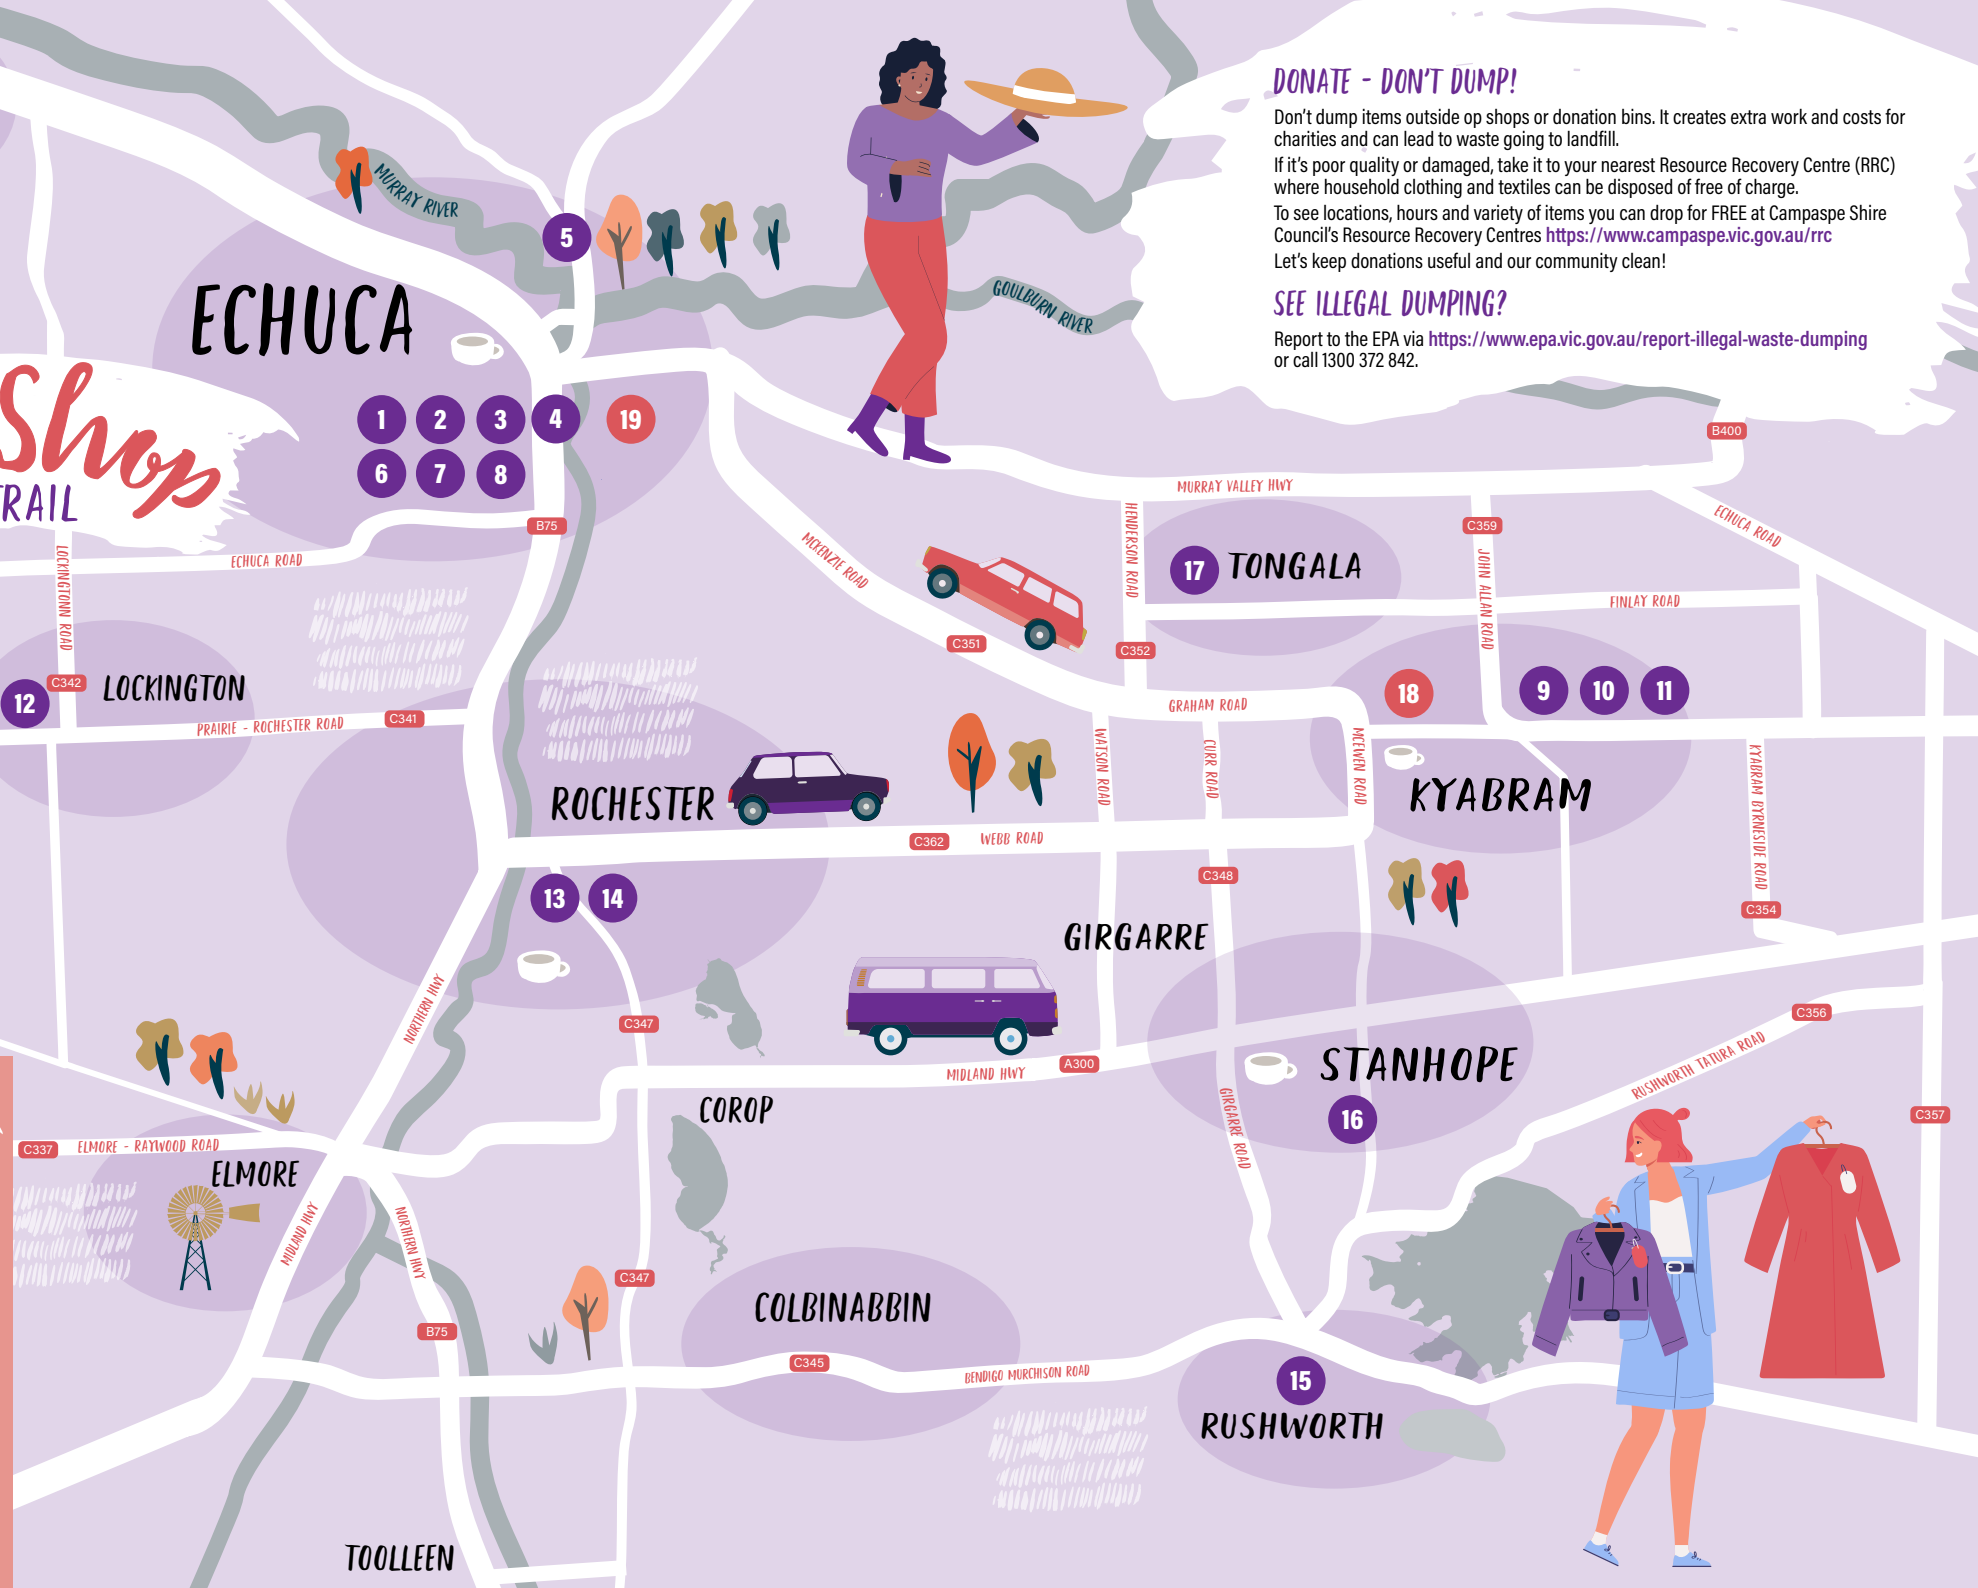 DONATE - DON'T DUMP!
Don't dump items outside op shops or donation bins. It creates extra work and costs for
charities and can lead to waste going to landfill.
If it's poor quality or damaged, take it to your nearest Resource Recovery Centre (RRC)
where household clothing and textiles can be disposed of free of charge.
To see locations, hours and variety of items you can drop for FREE at Campaspe Shire
Council's Resource Recovery Centres https://www.campaspe.vic.gov.au/rrc
Let's keep donations useful and our community clean!
SEE ILLEGAL DUMPING?
Report to the EPA via https://www.epa.vic.gov.au/report-illegal-waste-dumping
or call 1300 372 842.
MURRAY RIVER
5
GOULBURN RIVER
ECHUCA
1 2 3 4 19
6 7 8
Shop
RAIL
B400
MURRAY VALLEY HWY
B75
C359
ECHUCA ROAD
ECHUCA ROAD
LOCKINGTONN ROAD
MCKENZIE ROAD
HENDERSON ROAD
17 TONGALA
JOHN ALLAN ROAD
FINLAY ROAD
C351
C352
12
C342
LOCKINGTON
PRAIRIE - ROCHESTER ROAD
C341
18
9 10 11
GRAHAM ROAD
WATSON ROAD
CURR ROAD
MCEWEN ROAD
KYABRAM
KYABRAM BYRNESIDE ROAD
ROCHESTER
C362
WEBB ROAD
C348
13 14
C354
GIRGARRE
NORTHERN HWY
C347
C356
A300
MIDLAND HWY
STANHOPE
16
RUSHWORTH TATURA ROAD
COROP
GIRGARRE ROAD
C357
C337
ELMORE - RAYWOOD ROAD
ELMORE
MIDLAND HWY
NORTHERN HWY
C347
COLBINABBIN
B75
C345
BENDIGO MURCHISON ROAD
15
RUSHWORTH
TOOLLEEN